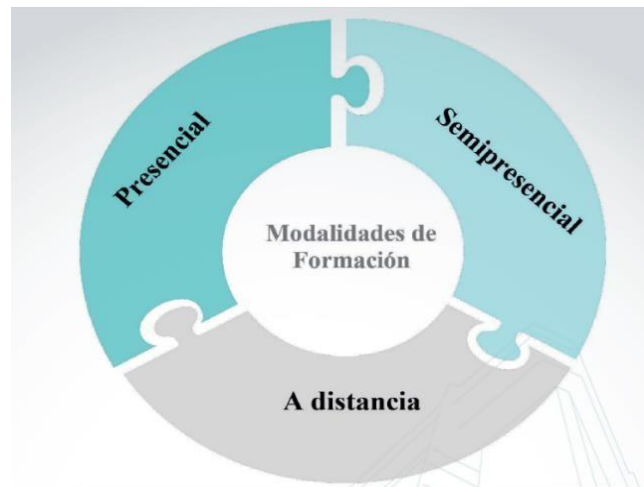 Presencial
Semipresencial
Modalidades de
Formación
A distancia